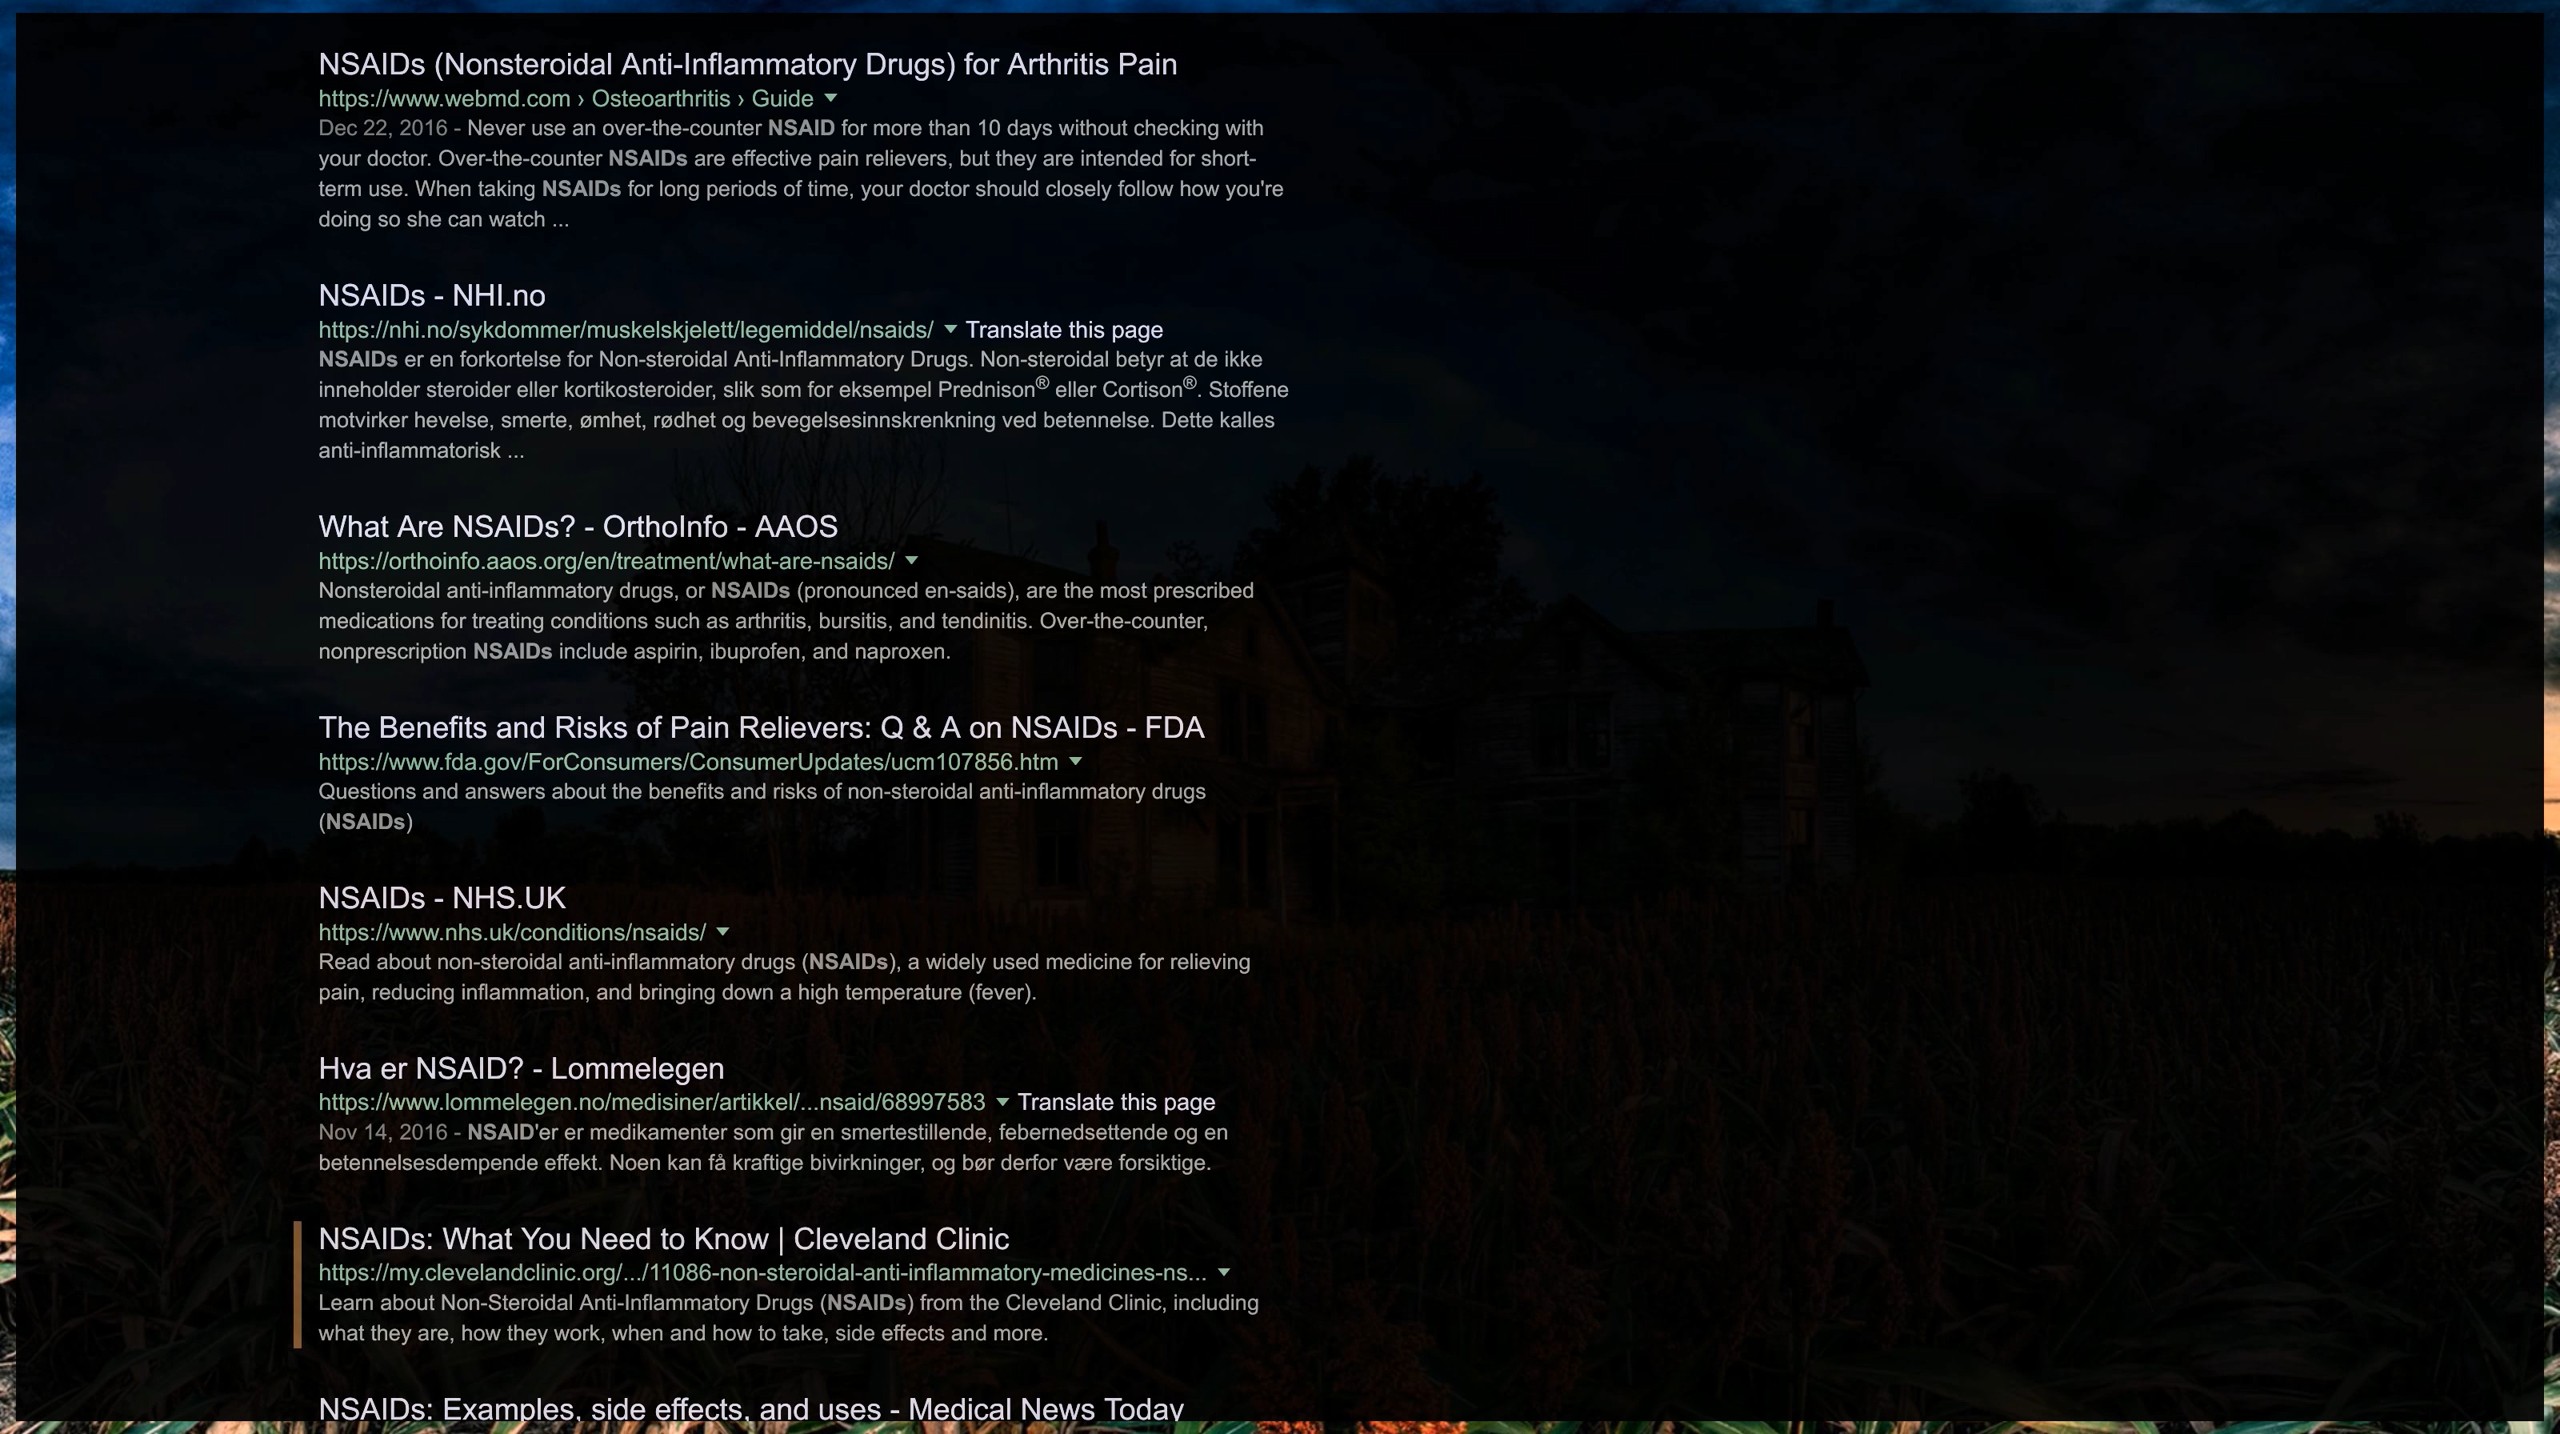 NSAIDs (Nonsteroidal Anti-Inflammatory Drugs) for Arthritis Pain
https://www.webmd.com › Osteoarthritis › Guide ▼
Dec 22, 2016 - Never use an over-the-counter NSAID for more than 10 days without checking with
your doctor. Over-the-counter NSAIDs are effective pain relievers, but they are intended for short-
term use. When taking NSAIDs for long periods of time, your doctor should closely follow how you're
doing so she can watch ...
NSAIDs - NHI.no
https://nhi.no/sykdommer/muskelskjelett/legemiddel/nsaids/ ▼ Translate this page
NSAIDs er en forkortelse for Non-steroidal Anti-Inflammatory Drugs. Non-steroidal betyr at de ikke
inneholder steroider eller kortikosteroider, slik som for eksempel Prednison® eller Cortison®. Stoffene
motvirker hevelse, smerte, ømhet, rødhet og bevegelsesinnskrenkning ved betennelse. Dette kalles
anti-inflammatorisk ...
What Are NSAIDs? - OrthoInfo - AAOS
https://orthoinfo.aaos.org/en/treatment/what-are-nsaids/ ▼
Nonsteroidal anti-inflammatory drugs, or NSAIDs (pronounced en-saids), are the most prescribed
medications for treating conditions such as arthritis, bursitis, and tendinitis. Over-the-counter,
nonprescription NSAIDs include aspirin, ibuprofen, and naproxen.
The Benefits and Risks of Pain Relievers: Q & A on NSAIDs - FDA
https://www.fda.gov/ForConsumers/ConsumerUpdates/ucm107856.htm ▼
Questions and answers about the benefits and risks of non-steroidal anti-inflammatory drugs
(NSAIDs)
NSAIDs - NHS.UK
https://www.nhs.uk/conditions/nsaids/ ▼
Read about non-steroidal anti-inflammatory drugs (NSAIDs), a widely used medicine for relieving
pain, reducing inflammation, and bringing down a high temperature (fever).
Hva er NSAID? - Lommelegen
https://www.lommelegen.no/medisiner/artikkel/...nsaid/68997583 ▼ Translate this page
Nov 14, 2016 - NSAID'er er medikamenter som gir en smertestillende, febernedsettende og en
betennelsesdempende effekt. Noen kan få kraftige bivirkninger, og bør derfor være forsiktige.
NSAIDs: What You Need to Know | Cleveland Clinic
https://my.clevelandclinic.org/.../11086-non-steroidal-anti-inflammatory-medicines-ns... ▼
Learn about Non-Steroidal Anti-Inflammatory Drugs (NSAIDs) from the Cleveland Clinic, including
what they are, how they work, when and how to take, side effects and more.
NSAIDs: Examples, side effects, and uses - Medical News Today